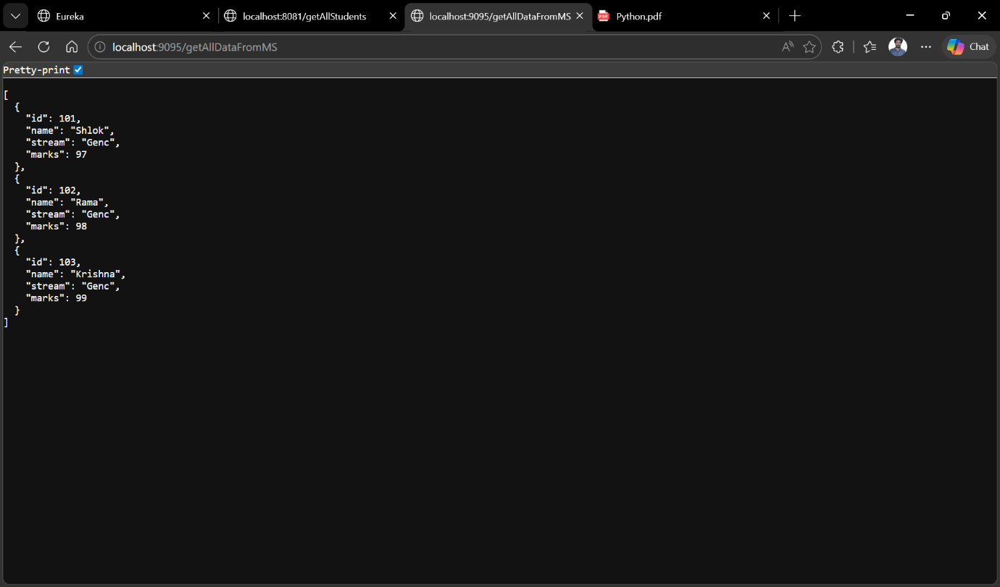 Eureka
localhost:8081/getAllStudents
localhost:9095/getAllDataFromMS
PDF
Python.pdf
localhost:9095/getAllDataFromMS
A
Chat
Pretty-print
[
  {
    "id": 101,
    "name": "Shlok",
    "stream": "Genc",
    "marks": 97
  },
  {
    "id": 102,
    "name": "Rama",
    "stream": "Genc",
    "marks": 98
  },
  {
    "id": 103,
    "name": "Krishna",
    "stream": "Genc",
    "marks": 99
  }
]